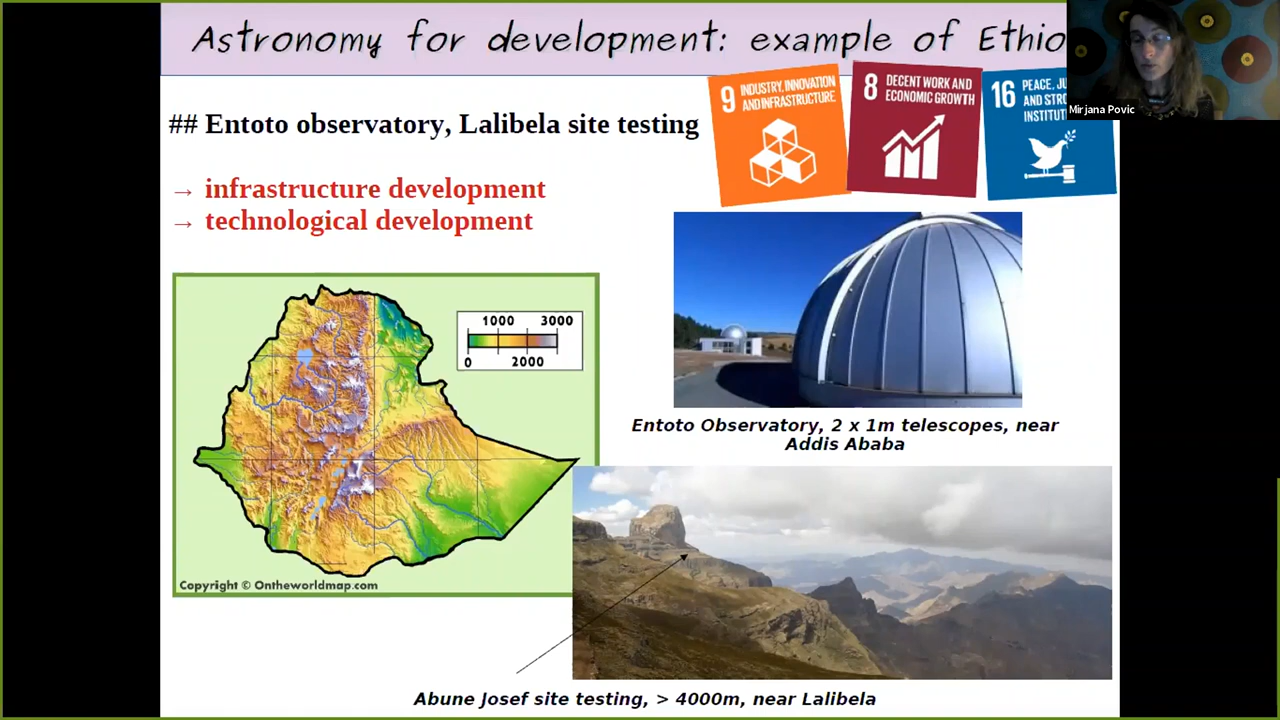 Astronomy for development: example of Ethio
9 INDUSTRY, INNOVATION
AND INFRASTRUCTURE
8 DECENT WORK AND
ECONOMIC GROWTH
16 PEACE, JU
AND STRO
INSTITUT
Mirjana Povic
## Entoto observatory, Lalibela site testing
→ infrastructure development
→ technological development
1000 3000
0 2000
Copyright © Ontheworldmap.com
Entoto Observatory, 2 x 1m telescopes, near
Addis Ababa
Abune Josef site testing, > 4000m, near Lalibela